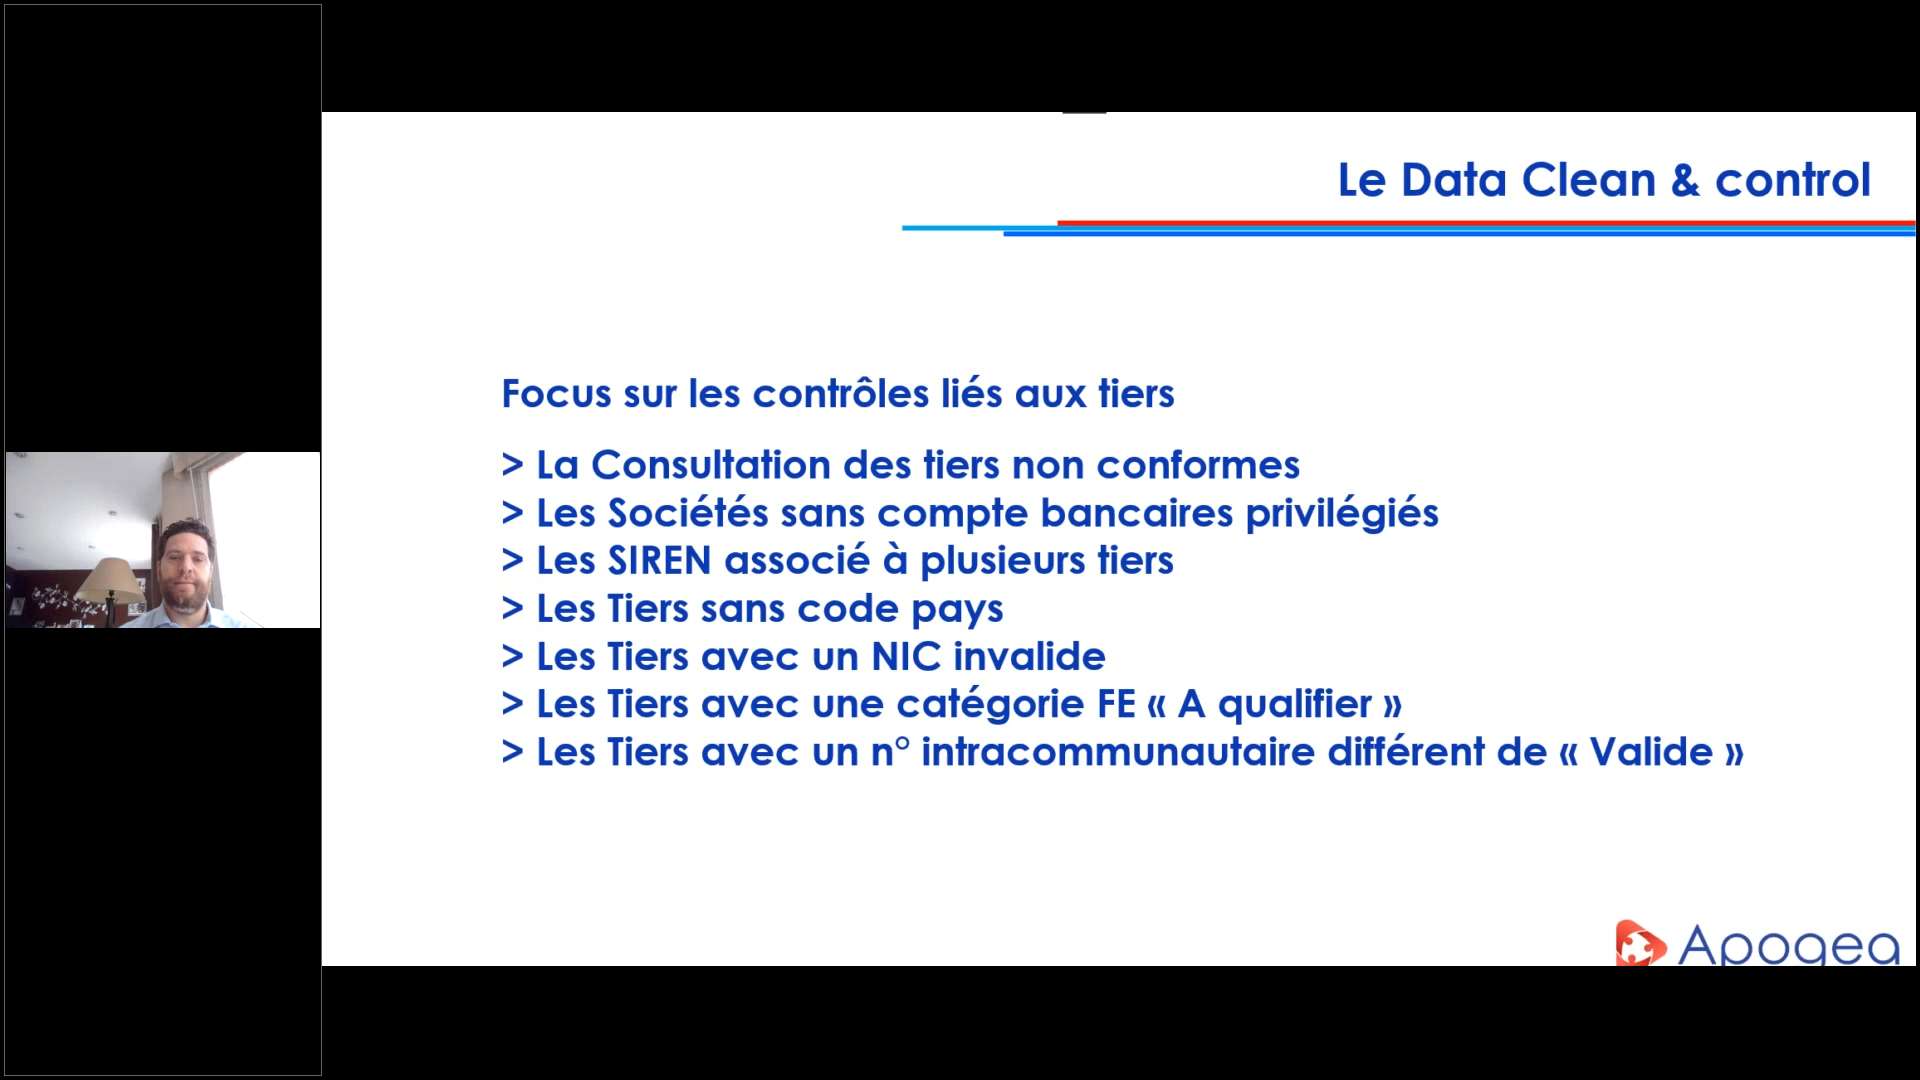 Le Data Clean & control
Focus sur les contrôles liés aux tiers
> La Consultation des tiers non conformes
> Les Sociétés sans compte bancaires privilégiés
> Les SIREN associé à plusieurs tiers
> Les Tiers sans code pays
> Les Tiers avec un NIC invalide
> Les Tiers avec une catégorie FE « A qualifier »
> Les Tiers avec un n° intracommunautaire différent de « Valide »
Apogea